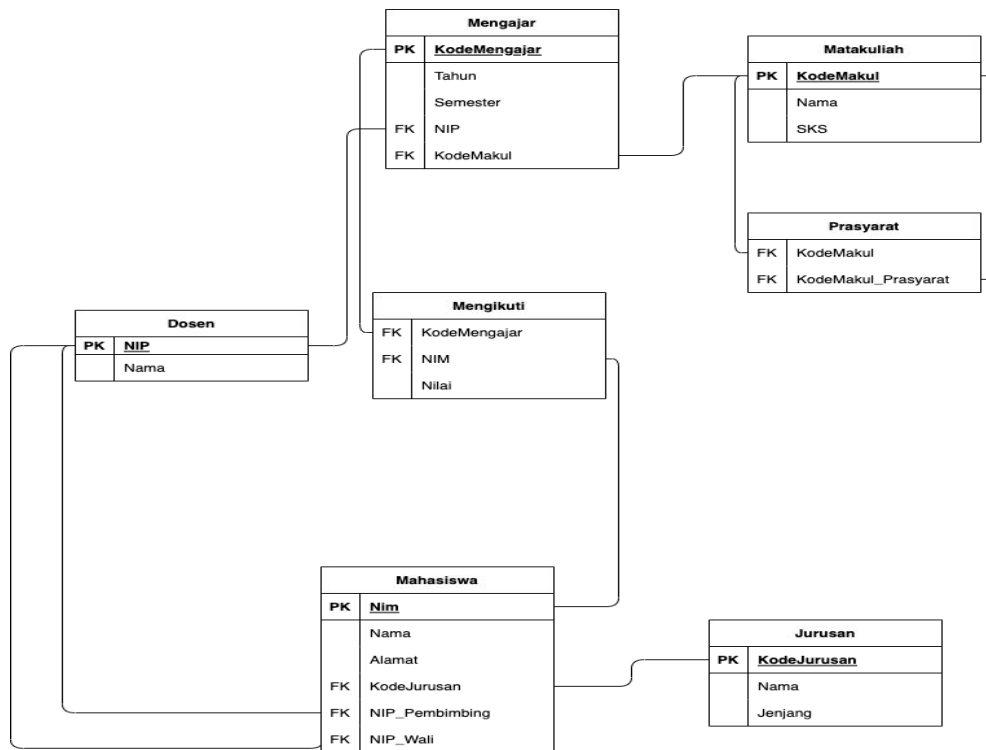 Mengajar
PK KodeMengajar
Tahun
Semester
FK NIP
FK KodeMakul
Matakuliah
PK KodeMakul
Nama
SKS
Prasyarat
FK KodeMakul
FK KodeMakul_Prasyarat
Mengikuti
FK KodeMengajar
FK NIM
Nilai
Dosen
PK NIP
Nama
Mahasiswa
PK Nim
Nama
Alamat
FK KodeJurusan
FK NIP_Pembimbing
FK NIP_Wali
Jurusan
PK KodeJurusan
Nama
Jenjang